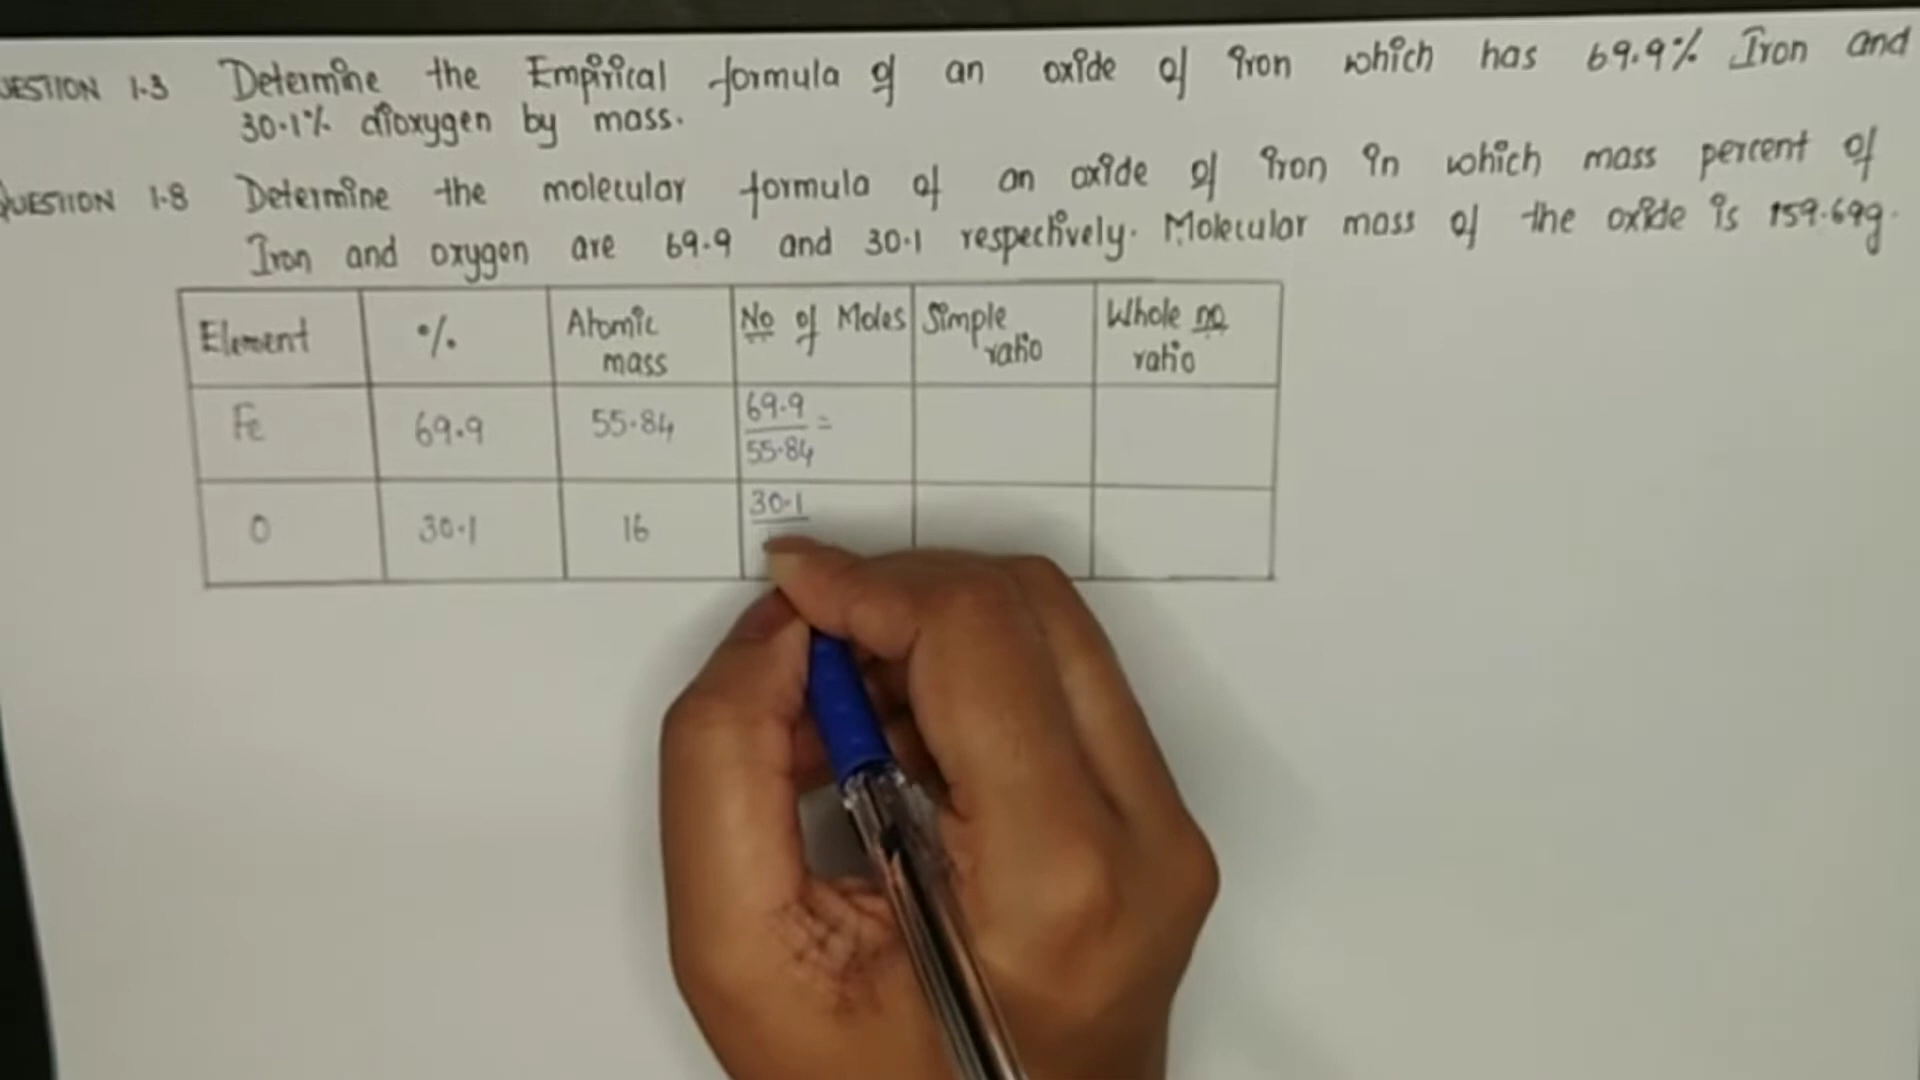 UESTION 1.3 Determine the Empirical formula of an oxide of iron which has 69.9% Iron and
30.1% dioxygen by mass.
QUESTION 1.8 Determine the molecular formula of an oxide of iron in which mass percent of
Iron and oxygen are 69.9 and 30.1 respectively. Molecular mass of the oxide is 159.69g.
Element % Atomic mass No of Moles Simple ratio Whole no ratio
Fe 69.9 55.84 69.9/55.84 =
O 30.1 16 30.1